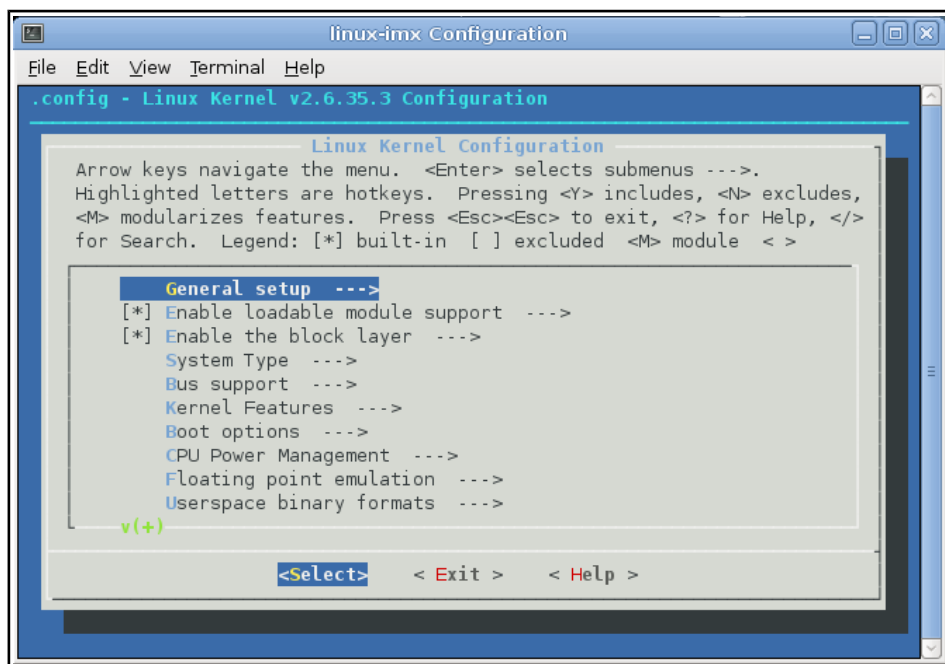 linux-imx Configuration
File Edit View Terminal Help
.config - Linux Kernel v2.6.35.3 Configuration
Linux Kernel Configuration
Arrow keys navigate the menu. <Enter> selects submenus --->.
Highlighted letters are hotkeys. Pressing <Y> includes, <N> excludes,
<M> modularizes features. Press <Esc><Esc> to exit, <?> for Help, </>
for Search. Legend: [*] built-in [ ] excluded <M> module < >
General setup --->
[*] Enable loadable module support --->
[*] Enable the block layer --->
System Type --->
Bus support --->
Kernel Features --->
Boot options --->
CPU Power Management --->
Floating point emulation --->
Userspace binary formats --->
v(+)
<Select> < Exit > < Help >